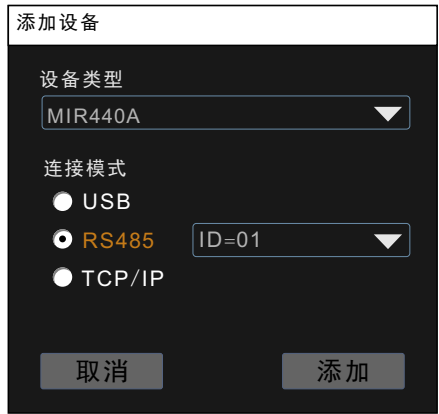 添加设备
设备类型
MIR440A
连接模式
USB
RS485 ID=01
TCP/IP
取消 添加